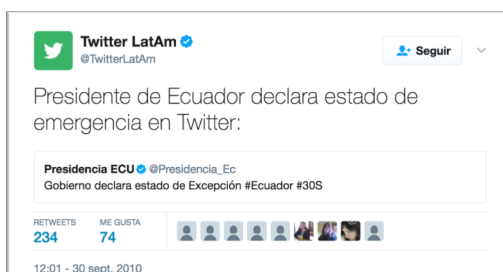 Twitter LatAm
@TwitterLatAm
Seguir
Presidente de Ecuador declara estado de
emergencia en Twitter:
Presidencia ECU @Presidencia_Ec
Gobierno declara estado de Excepción #Ecuador #30S
RETWEETS ME GUSTA
234 74
12:01 - 30 sept. 2010